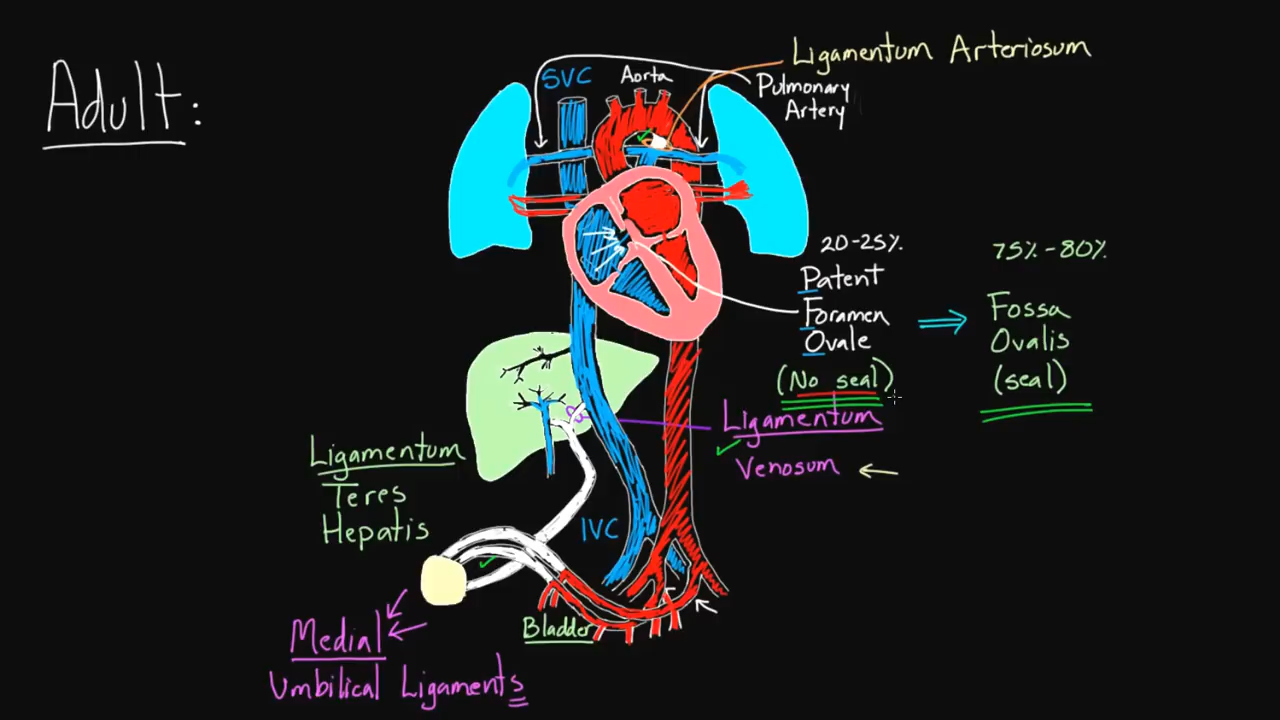 Adult:
SVC
Aorta
Ligamentum Arteriosum
Pulmonary
Artery
20-25%.
Patent
Foramen
Ovale
(No seal)
75%-80%.
Fossa
Ovalis
(seal)
Ligamentum
Venosum
Ligamentum
Teres
Hepatis
IVC
Bladder
Medial
Umbilical Ligaments